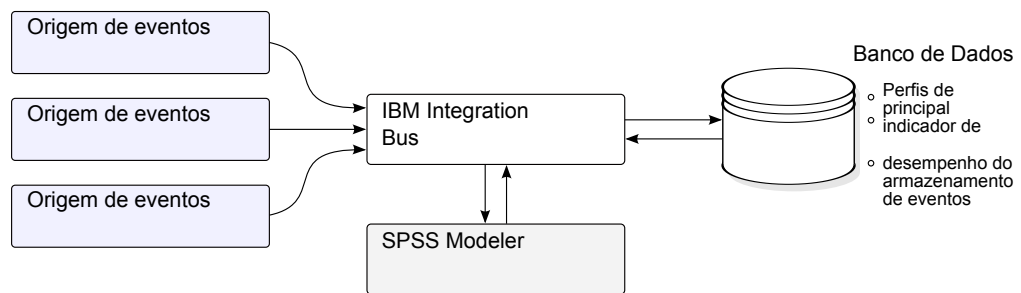 Origem de eventos
Origem de eventos
Origem de eventos
IBM Integration
Bus
SPSS Modeler
Banco de Dados
Perfis de
principal
indicador de
desempenho do
armazenamento
de eventos